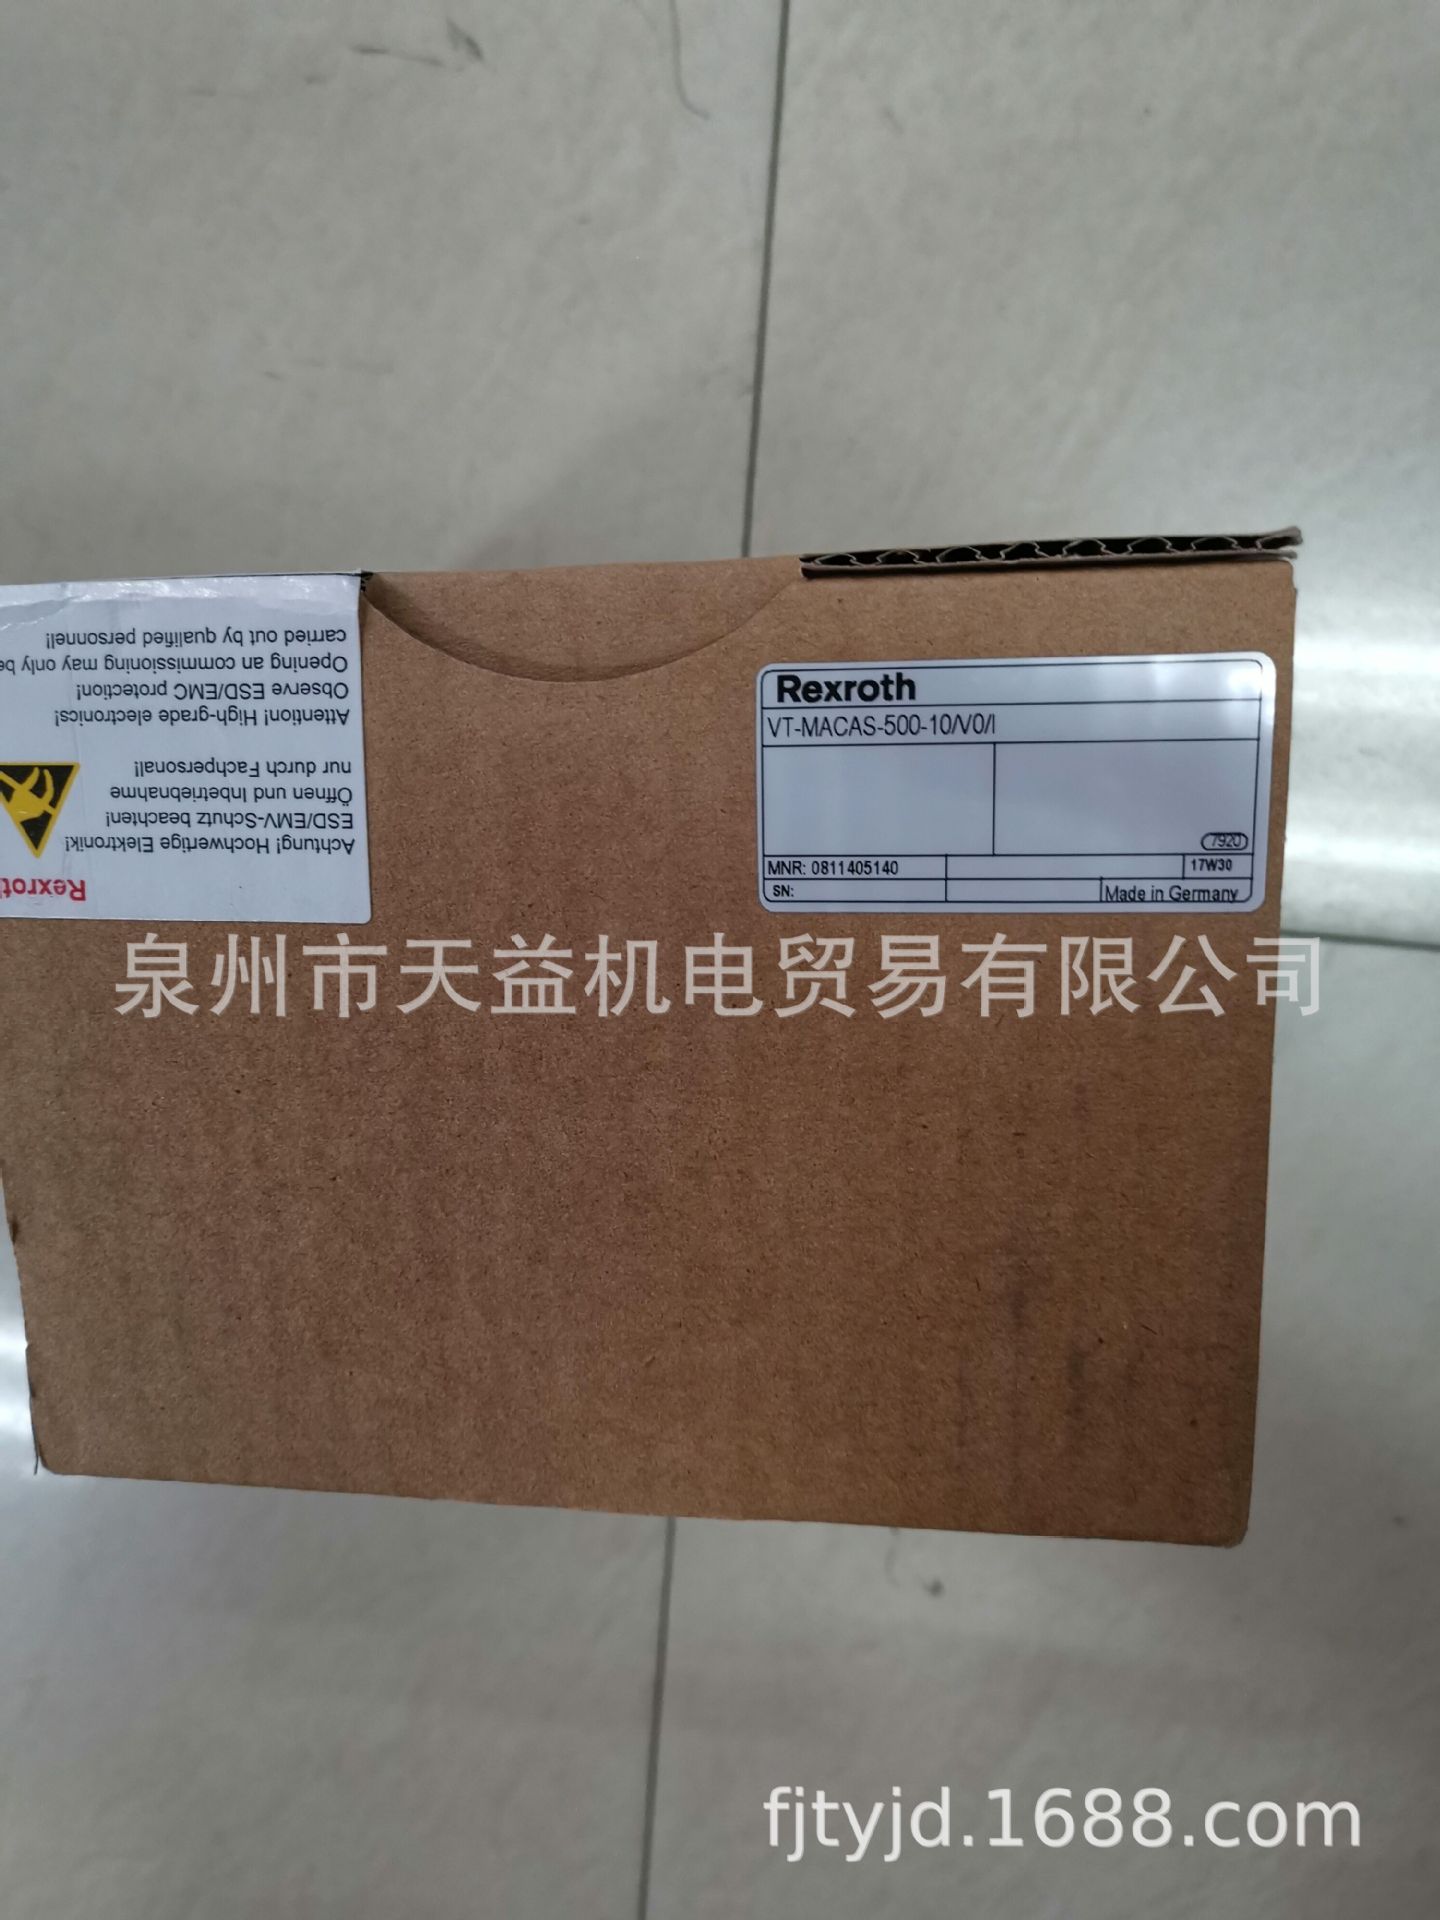 carried out by qualified personnel!
Opening an commissioning may only be
Observe ESD/EMC protection!
Attention! High-grade electronics!
nur durch Fachpersonal!
Öffnen und Inbetriebnahme
ESD/EMV-Schutz beachten!
Achtung! Hochwertige Elektronik!
Rexroth
Rexroth
VT-MACAS-500-10/V0/I
7920
MNR: 0811405140
17W30
SN:
Made in Germany
泉州市天益机电贸易有限公司
fjtyjd.1688.com